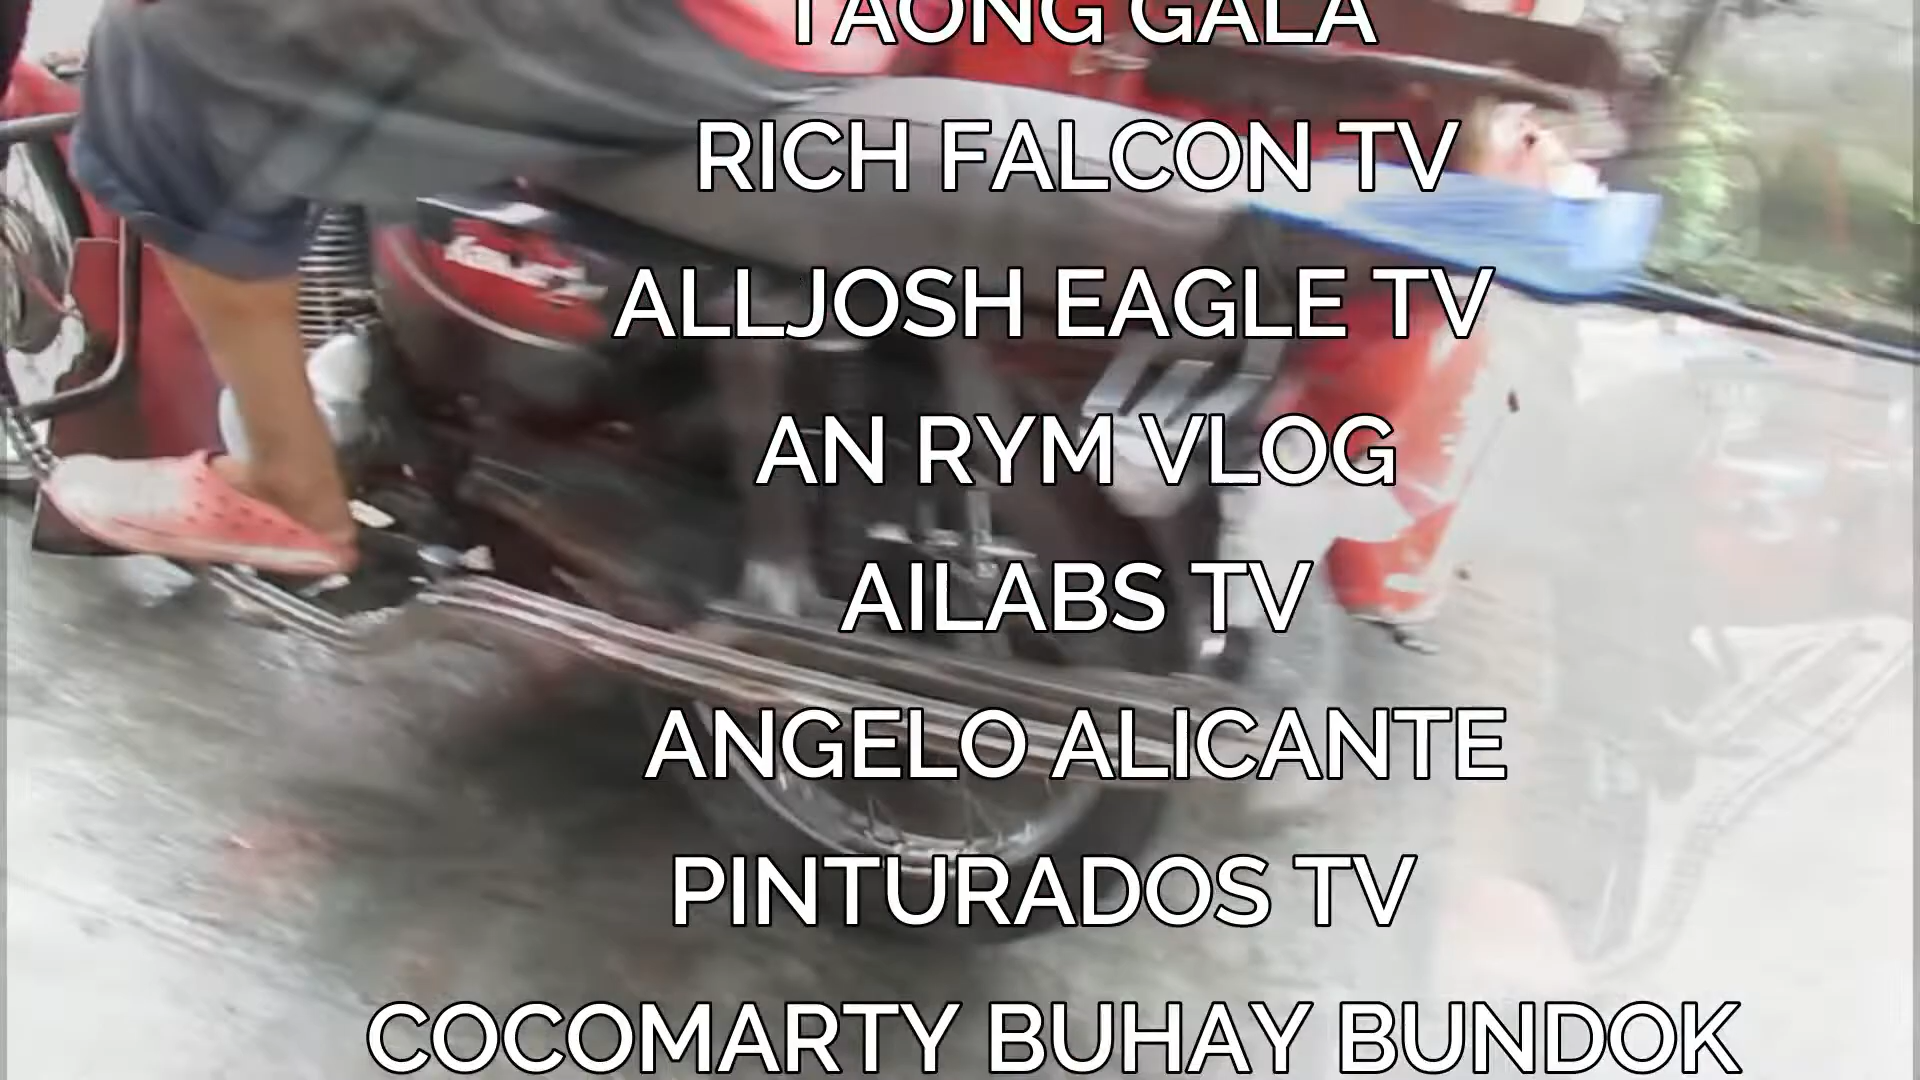 TAONG GALA
RICH FALCON TV
ALLJOSH EAGLE TV
AN RYM VLOG
AILABS TV
ANGELO ALICANTE
PINTURADOS TV
COCOMARTY BUHAY BUNDOK